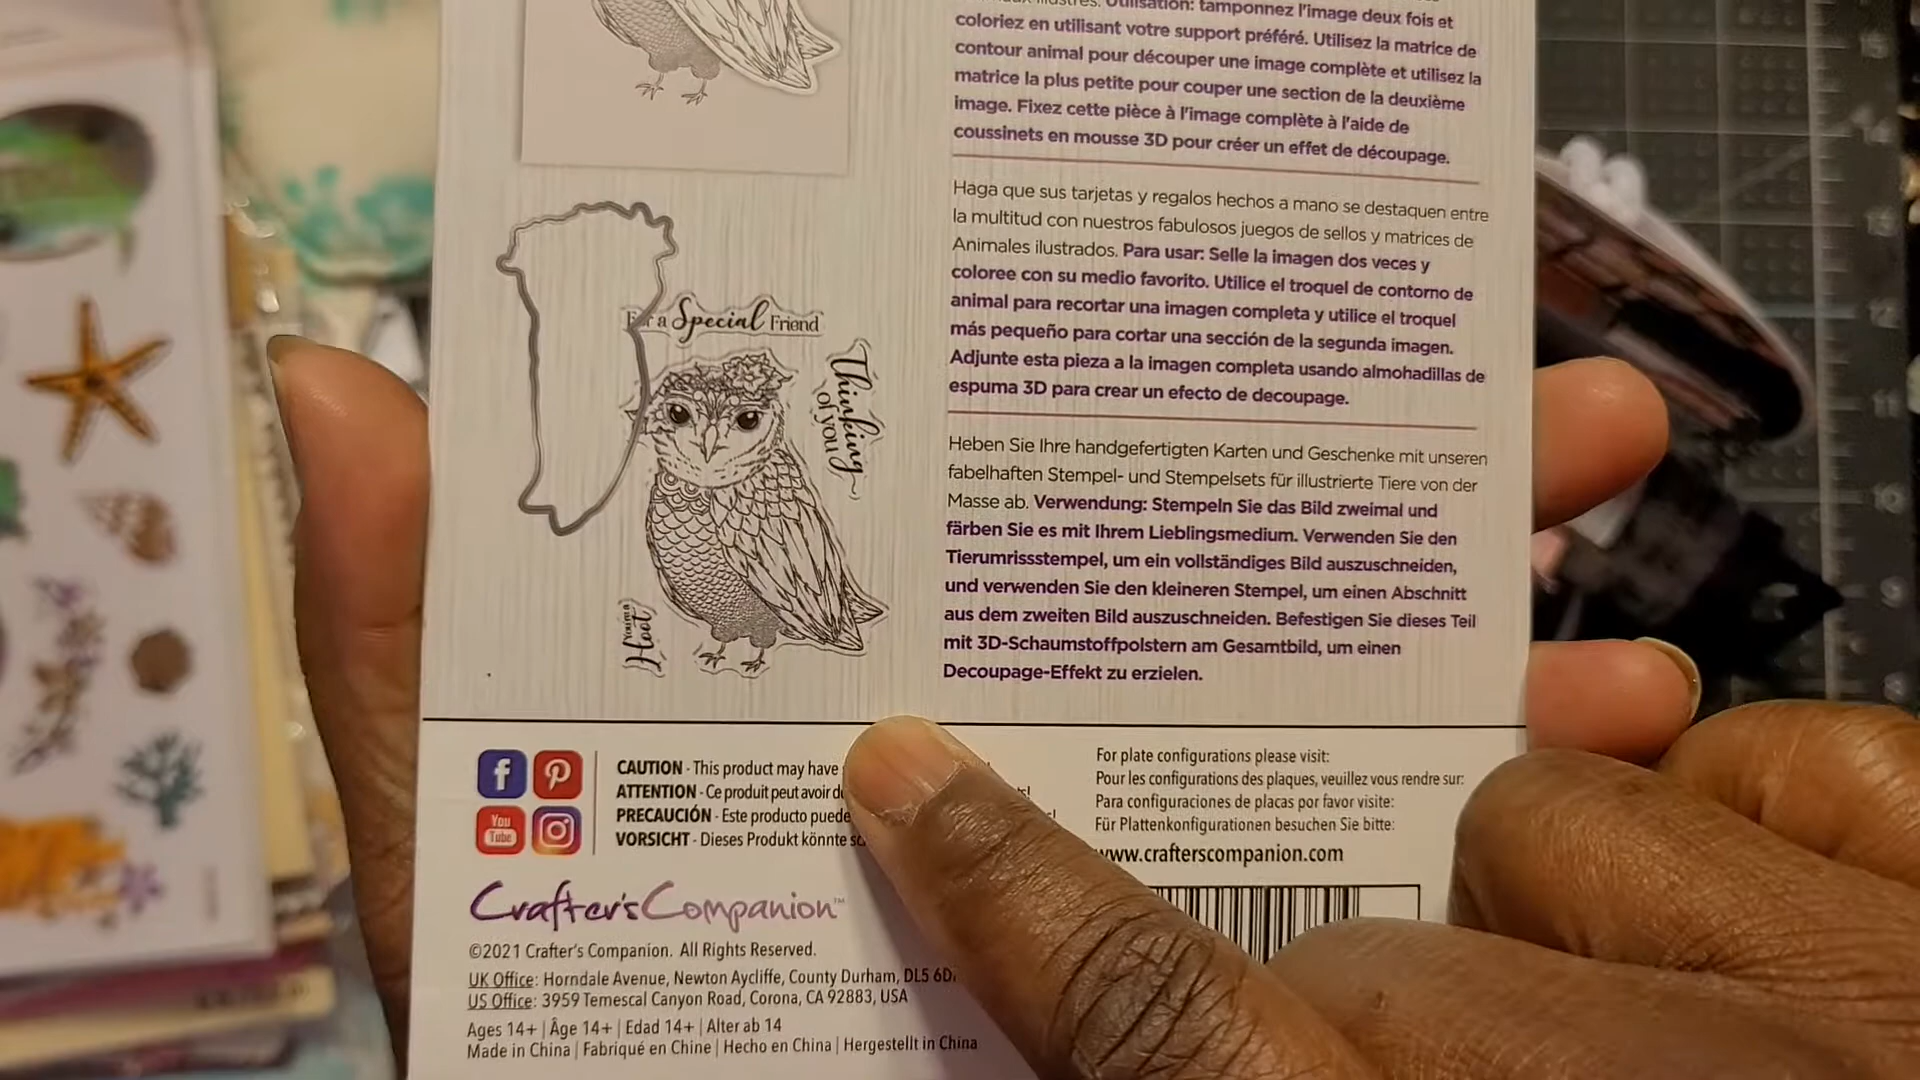 Utilisation: tamponnez l'image deux fois et
coloriez en utilisant votre support préféré. Utilisez la matrice de
contour animal pour découper une image complète et utilisez la
matrice la plus petite pour couper une section de la deuxième
image. Fixez cette pièce à l'image complète à l'aide de
coussinets en mousse 3D pour créer un effet de découpage.
Haga que sus tarjetas y regalos hechos a mano se destaquen entre
la multitud con nuestros fabulosos juegos de sellos y matrices de
Animales ilustrados. Para usar: Selle la imagen dos veces y
coloree con su medio favorito. Utilice el troquel de contorno de
animal para recortar una imagen completa y utilice el troquel
más pequeño para cortar una sección de la segunda imagen.
Adjunte esta pieza a la imagen completa usando almohadillas de
espuma 3D para crear un efecto de decoupage.
Heben Sie Ihre handgefertigten Karten und Geschenke mit unseren
fabelhaften Stempel- und Stempelsets für illustrierte Tiere von der
Masse ab. Verwendung: Stempeln Sie das Bild zweimal und
färben Sie es mit Ihrem Lieblingsmedium. Verwenden Sie den
Tierumrissstempel, um ein vollständiges Bild auszuschneiden,
und verwenden Sie den kleineren Stempel, um einen Abschnitt
aus dem zweiten Bild auszuschneiden. Befestigen Sie dieses Teil
mit 3D-Schaumstoffpolstern am Gesamtbild, um einen
Decoupage-Effekt zu erzielen.
For a Special Friend
Thinking
of you
You're a
Hoot
You
Tube
CAUTION - This product may have
ATTENTION - Ce produit peut avoir
PRECAUCIÓN - Este producto puede
VORSICHT - Dieses Produkt könnte
For plate configurations please visit:
Pour les configurations des plaques, veuillez vous rendre sur:
Para configuraciones de placas por favor visite:
Für Plattenkonfigurationen besuchen Sie bitte:
www.crafterscompanion.com
Crafter's Companion™
©2021 Crafter's Companion. All Rights Reserved.
UK Office: Horndale Avenue, Newton Aycliffe, County Durham, DL5
US Office: 3959 Temescal Canyon Road, Corona, CA 92883, USA
Ages 14+ | Âge 14+ | Edad 14+ | Alter ab 14
Made in China | Fabriqué en Chine | Hecho en China | Hergestellt in China